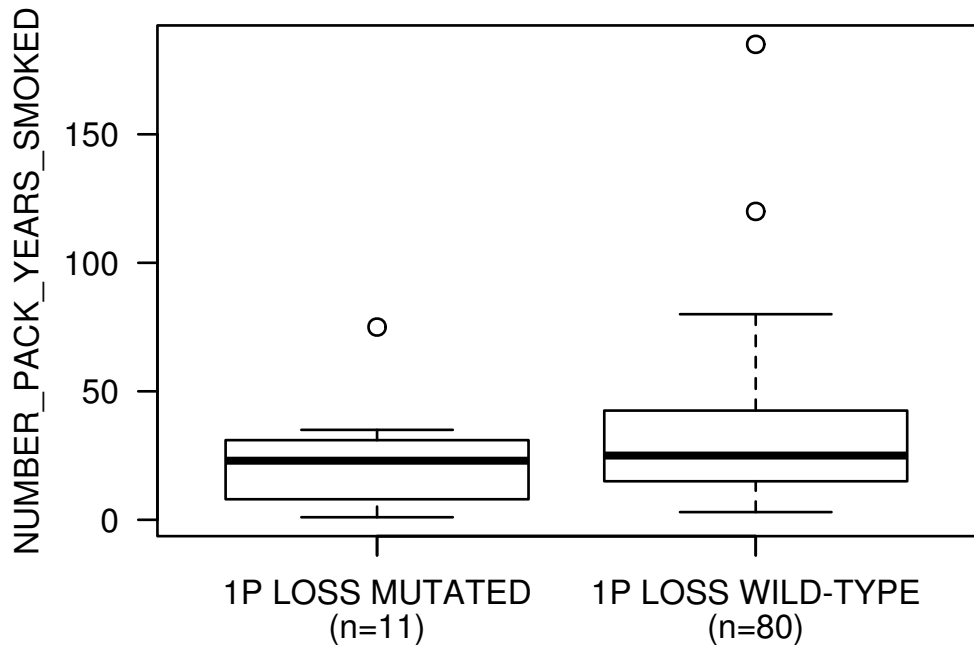 NUMBER_PACK_YEARS_SMOKED
150
100
50
0
1P LOSS MUTATED
(n=11)
1P LOSS WILD-TYPE
(n=80)